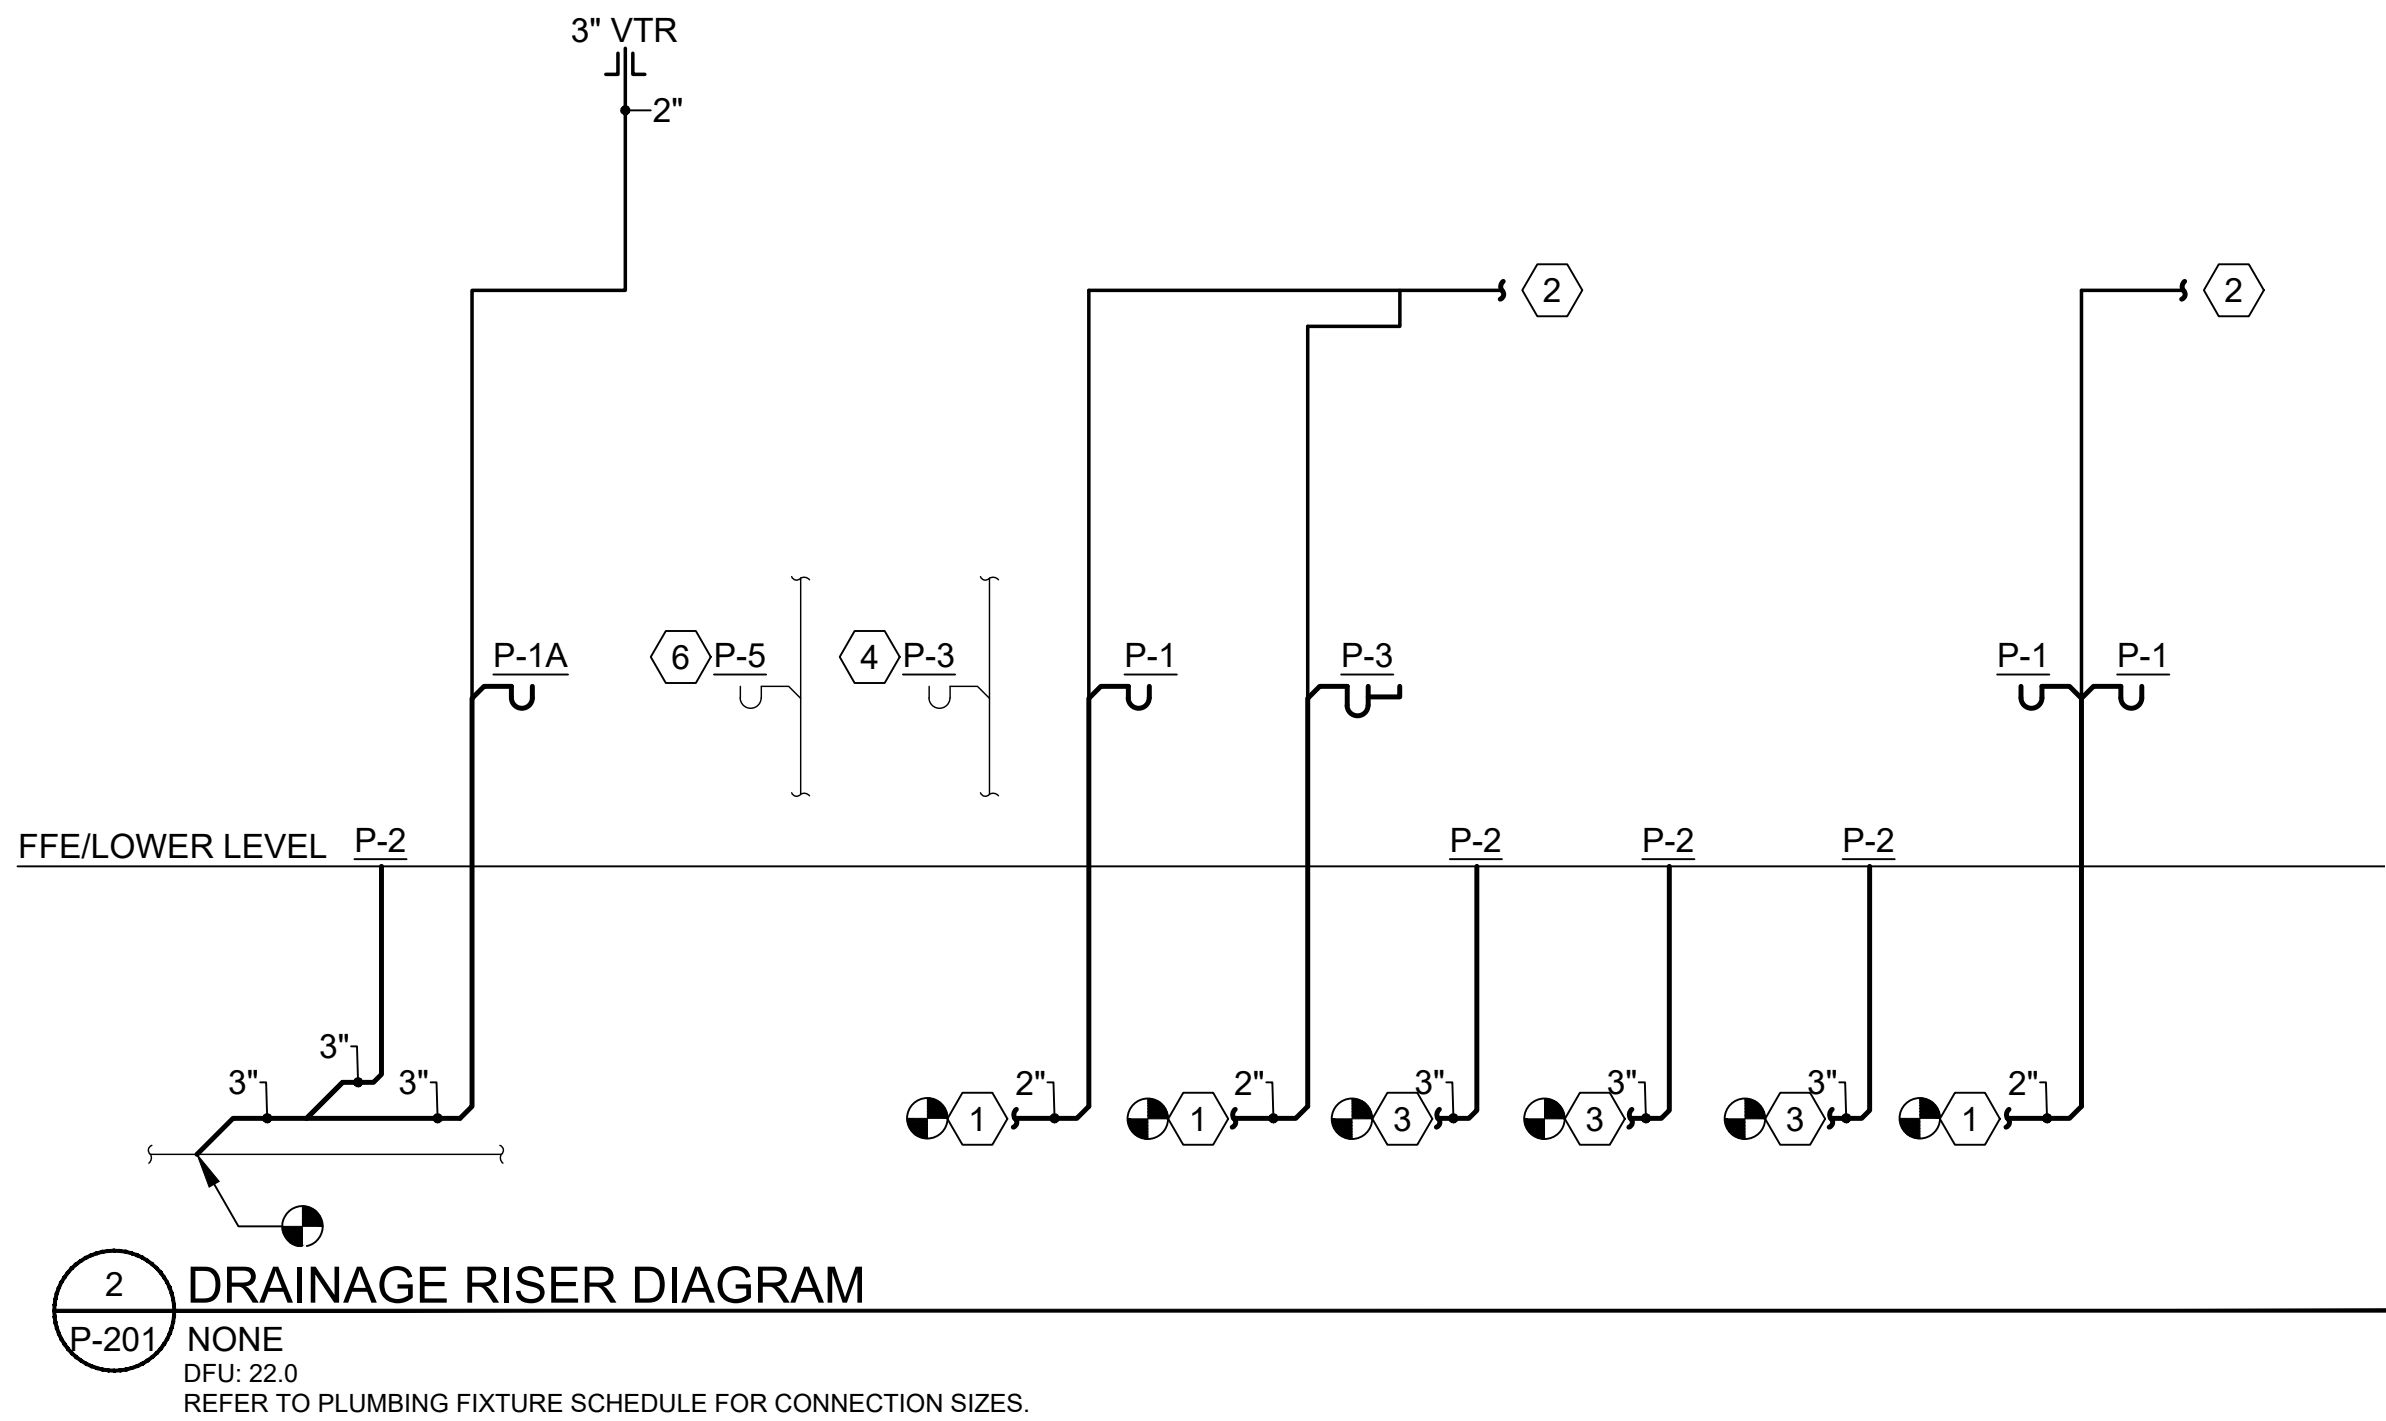 3" VTR
2"
2
2
P-1A
6
P-5
4
P-3
P-1
P-3
P-1
P-1
FFE/LOWER LEVEL
P-2
P-2
P-2
P-2
3"
3"
3"
2"
2"
3"
3"
3"
2"
1
1
3
3
3
1
2
DRAINAGE RISER DIAGRAM
P-201
NONE
DFU: 22.0
REFER TO PLUMBING FIXTURE SCHEDULE FOR CONNECTION SIZES.